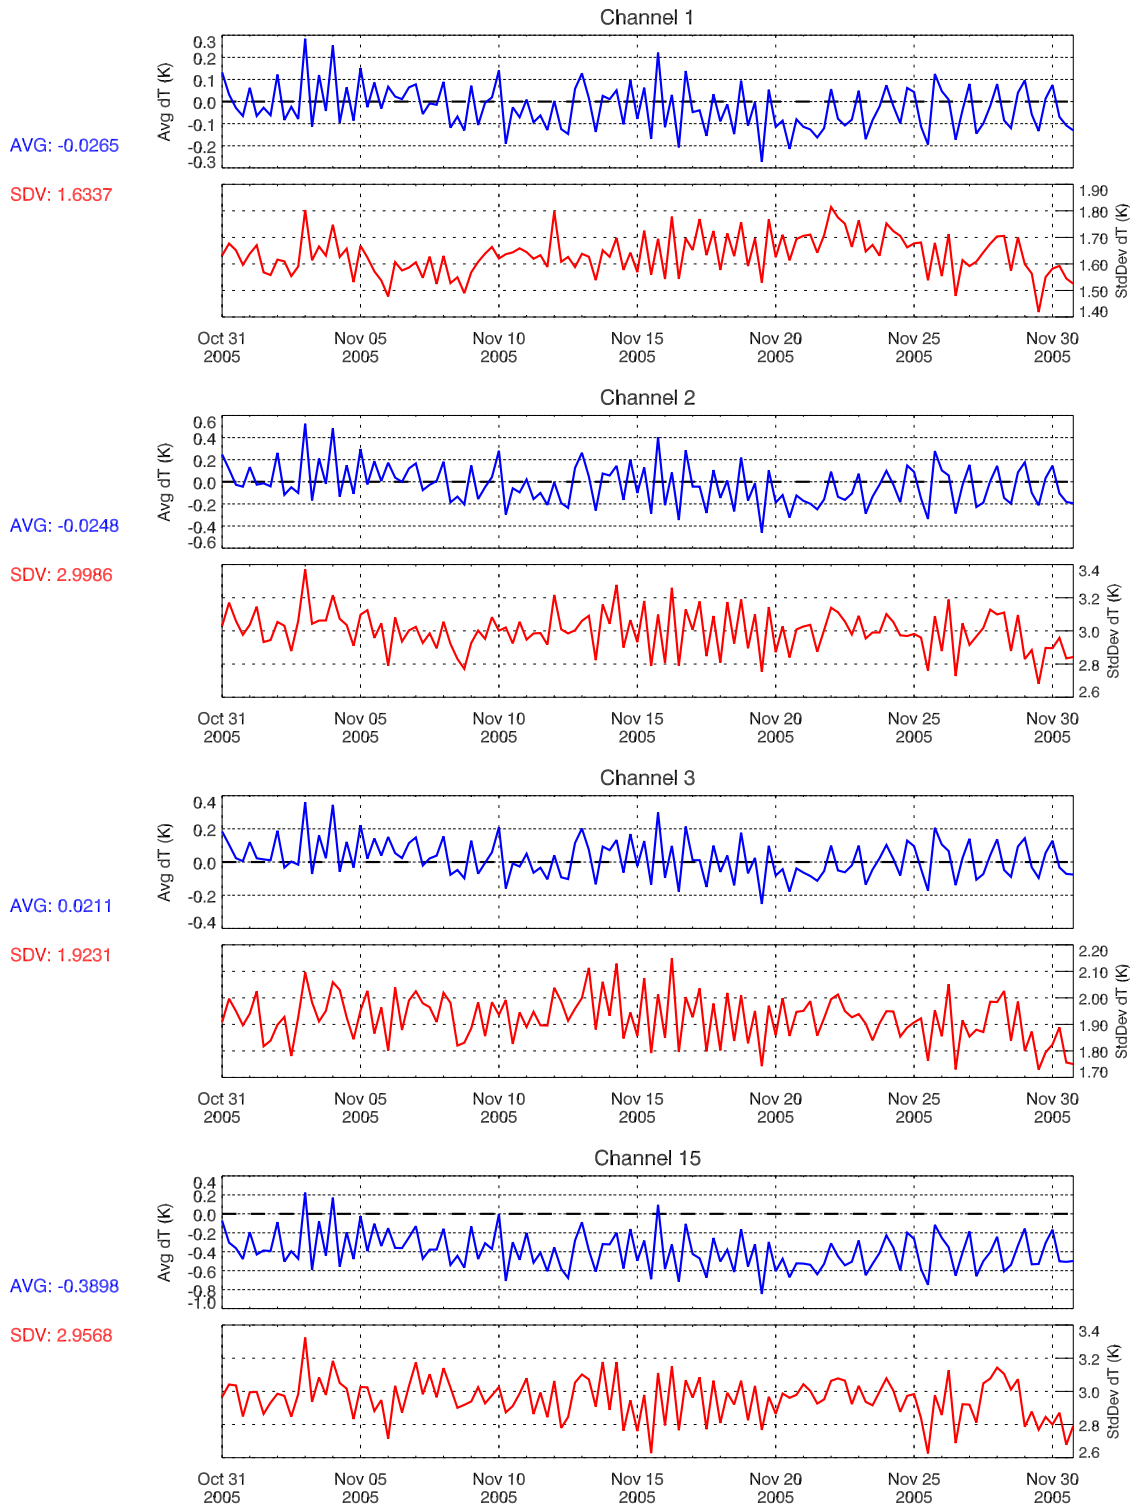 Channel 1
0.3
0.2
0.1
0.0
-0.1
-0.2
-0.3
Avg dT (K)
AVG: -0.0265
SDV: 1.6337
1.90
1.80
1.70
1.60
1.50
1.40
StdDev dT (K)
Oct 31 Nov 05 Nov 10 Nov 15 Nov 20 Nov 25 Nov 30
2005 2005 2005 2005 2005 2005 2005
Channel 2
0.6
0.4
0.2
0.0
-0.2
-0.4
-0.6
Avg dT (K)
AVG: -0.0248
SDV: 2.9986
3.4
3.2
3.0
2.8
2.6
StdDev dT (K)
Oct 31 Nov 05 Nov 10 Nov 15 Nov 20 Nov 25 Nov 30
2005 2005 2005 2005 2005 2005 2005
Channel 3
0.4
0.2
0.0
-0.2
-0.4
Avg dT (K)
AVG: 0.0211
SDV: 1.9231
2.20
2.10
2.00
1.90
1.80
1.70
StdDev dT (K)
Oct 31 Nov 05 Nov 10 Nov 15 Nov 20 Nov 25 Nov 30
2005 2005 2005 2005 2005 2005 2005
Channel 15
0.4
0.2
0.0
-0.2
-0.4
-0.6
-0.8
-1.0
Avg dT (K)
AVG: -0.3898
SDV: 2.9568
3.4
3.2
3.0
2.8
2.6
StdDev dT (K)
Oct 31 Nov 05 Nov 10 Nov 15 Nov 20 Nov 25 Nov 30
2005 2005 2005 2005 2005 2005 2005